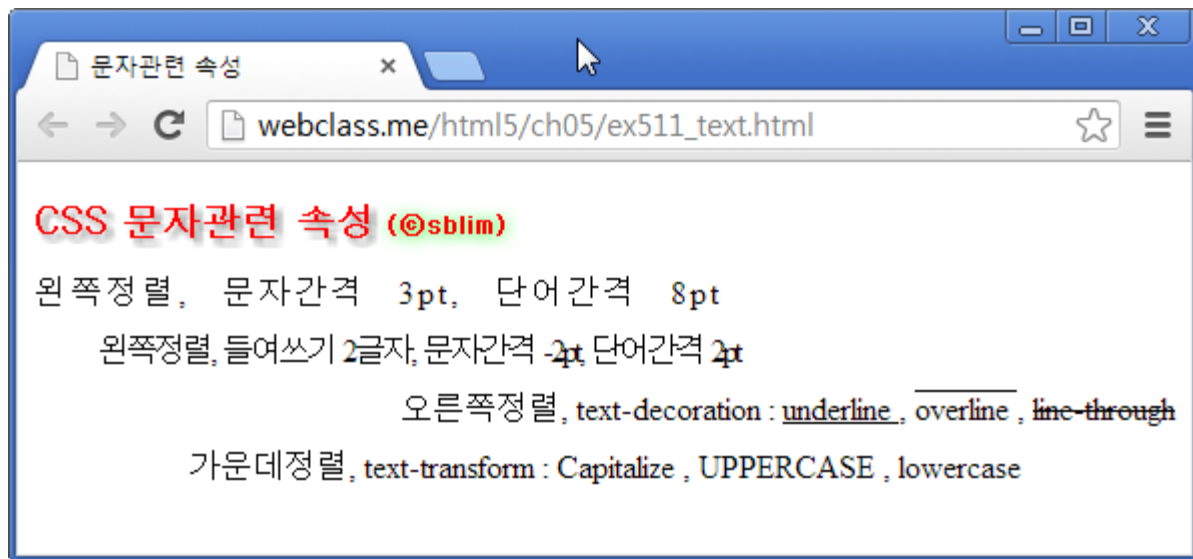 문자관련 속성
webclass.me/html5/ch05/ex511_text.html
CSS 문자관련 속성 (©sblim)
왼쪽정렬, 문자간격 3pt, 단어간격 8pt
왼쪽정렬, 들여쓰기 2글자, 문자간격 -2pt, 단어간격 2pt
오른쪽정렬, text-decoration : underline , overline , line-through
가운데정렬, text-transform : Capitalize , UPPERCASE , lowercase